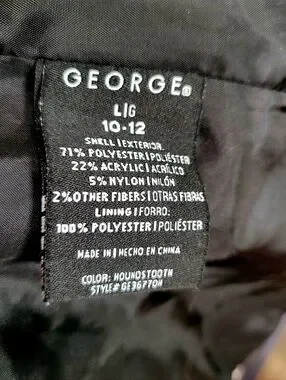 GEORGE®
L|G
10-12
SHELL|EXTERIOR:
71% POLYESTER|POLIÉSTER
22% ACRYLIC|ACRÍLICO
5% NYLON|NILÓN
2% OTHER FIBERS|OTRAS FIBRAS
LINING|FORRO:
100% POLYESTER|POLIÉSTER
MADE IN|HECHO EN CHINA
COLOR: HOUNDSTOOTH
STYLE# GE36770H